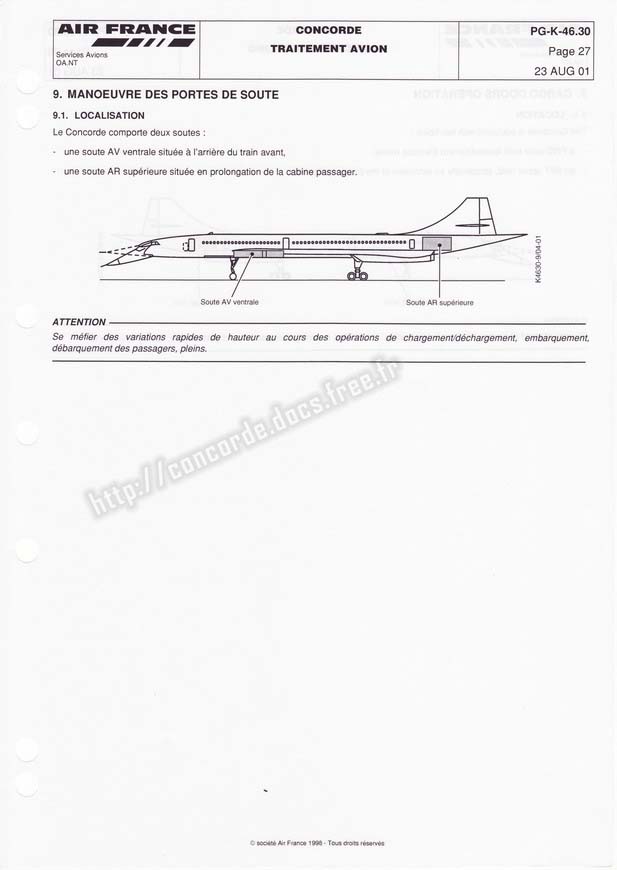 AIR FRANCE
Services Avions
OA.NT
CONCORDE
TRAITEMENT AVION
PG-K-46.30
Page 27
23 AUG 01
9. MANOEUVRE DES PORTES DE SOUTE
9.1. LOCALISATION
Le Concorde comporte deux soutes :
- une soute AV ventrale située à l'arrière du train avant,
- une soute AR supérieure située en prolongation de la cabine passager.
K4630-9/04-01
Soute AV ventrale
Soute AR supérieure
ATTENTION
Se méfier des variations rapides de hauteur au cours des opérations de chargement/déchargement, embarquement,
débarquement des passagers, pleins.
http://concorde.docs.free.fr
© société Air France 1998 - Tous droits réservés